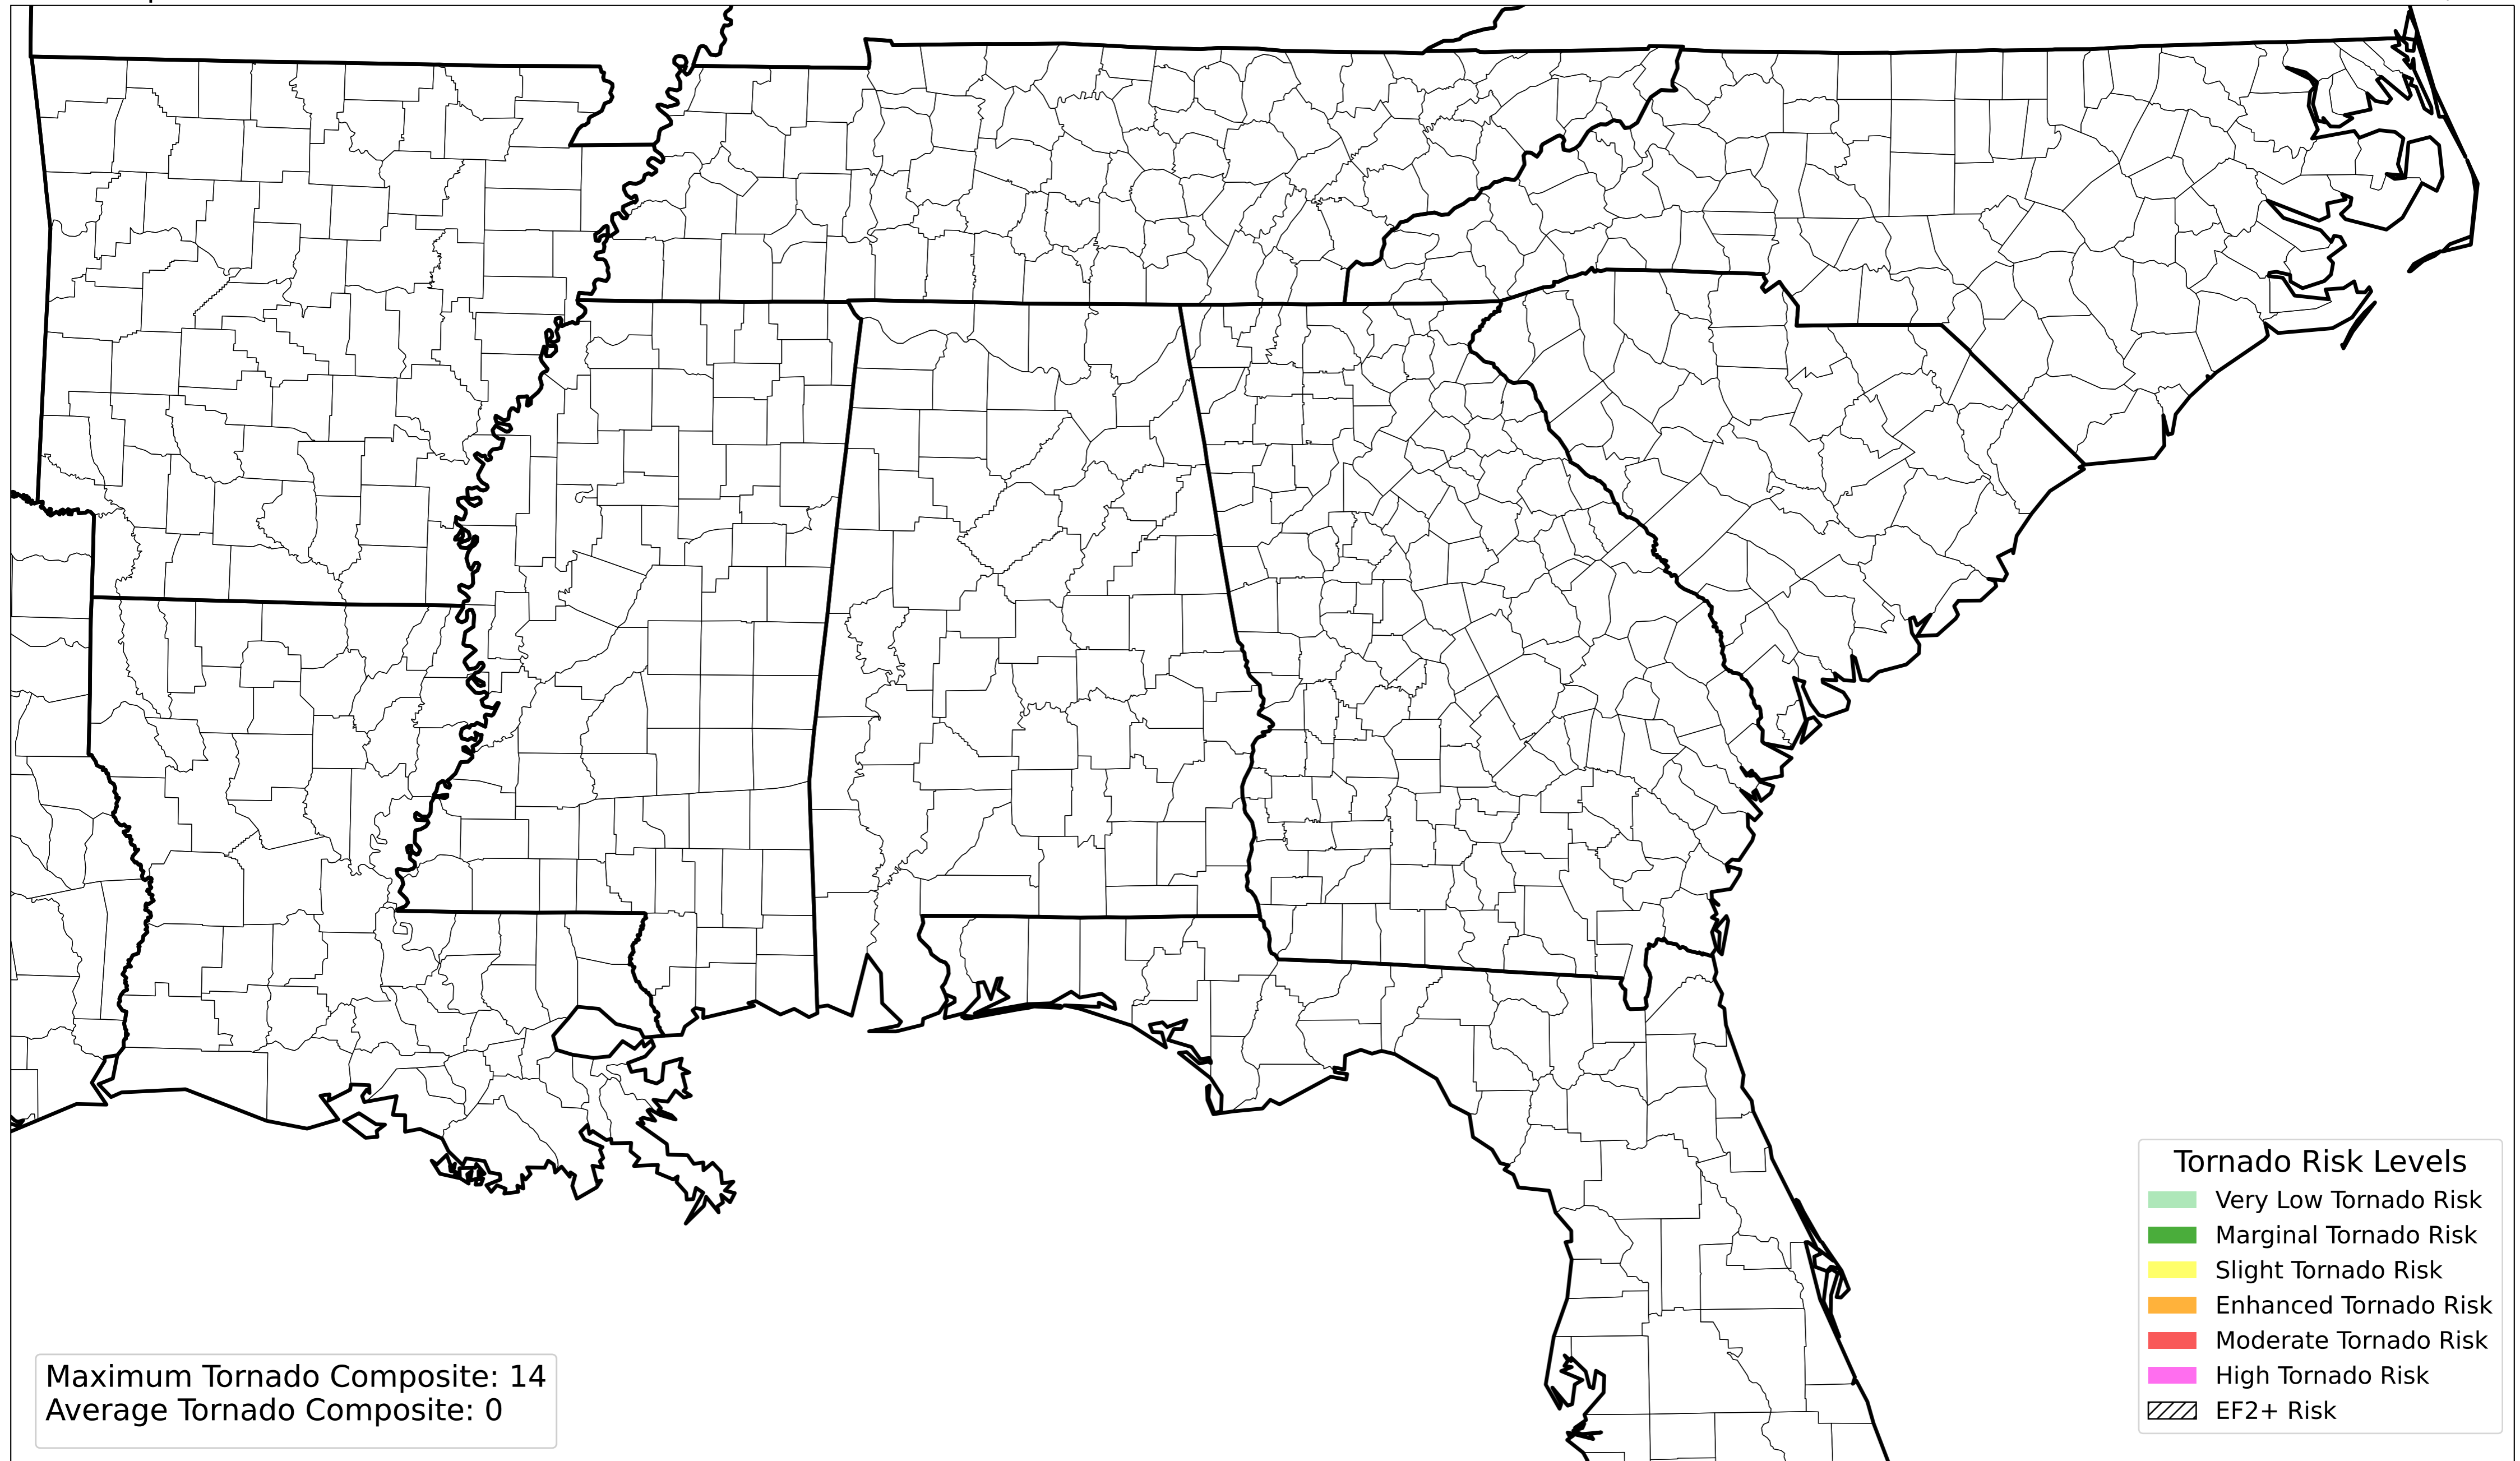 Tornado Risk Levels
Very Low Tornado Risk
Marginal Tornado Risk
Slight Tornado Risk
Enhanced Tornado Risk
Moderate Tornado Risk
High Tornado Risk
EF2+ Risk
Maximum Tornado Composite: 14
Average Tornado Composite: 0